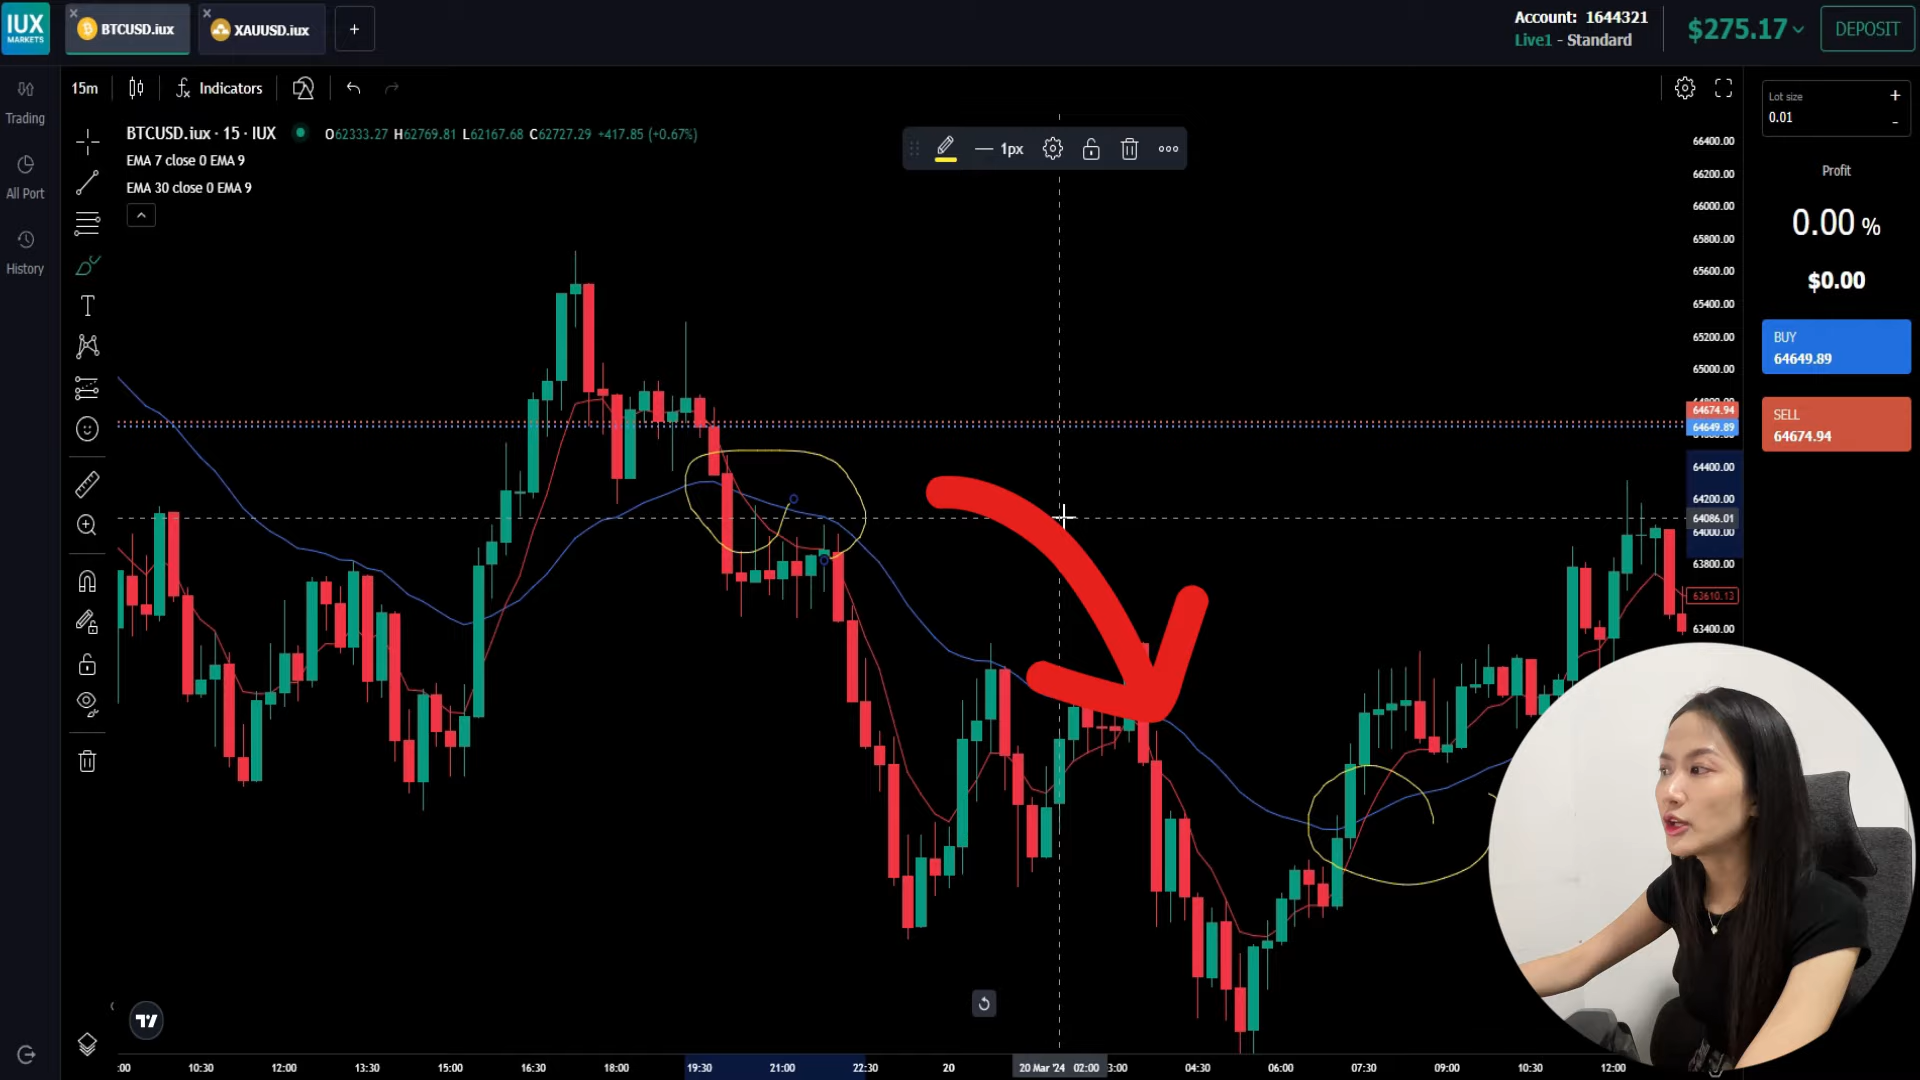 IUX
MARKETS
BTCUSD.iux
XAUUSD.iux
+
Account: 1644321
Live1 - Standard
$275.17
DEPOSIT
Trading
All Port
History
15m
Indicators
BTCUSD.iux · 15 · IUX
O62333.27 H62769.81 L62167.68 C62727.29 +417.85 (+0.67%)
EMA 7 close 0 EMA 9
EMA 30 close 0 EMA 9
1px
T
66400.00
66200.00
66000.00
65800.00
65600.00
65400.00
65200.00
65000.00
64674.94
64649.89
64400.00
64200.00
64086.01
64000.00
63800.00
63610.13
63400.00
Lot size
0.01
+
-
Profit
0.00 %
$0.00
BUY
64649.89
SELL
64674.94
:00
10:30
12:00
13:30
15:00
16:30
18:00
19:30
21:00
22:30
20
20 Mar '24 02:00
3:00
04:30
06:00
07:30
09:00
10:30
12:00